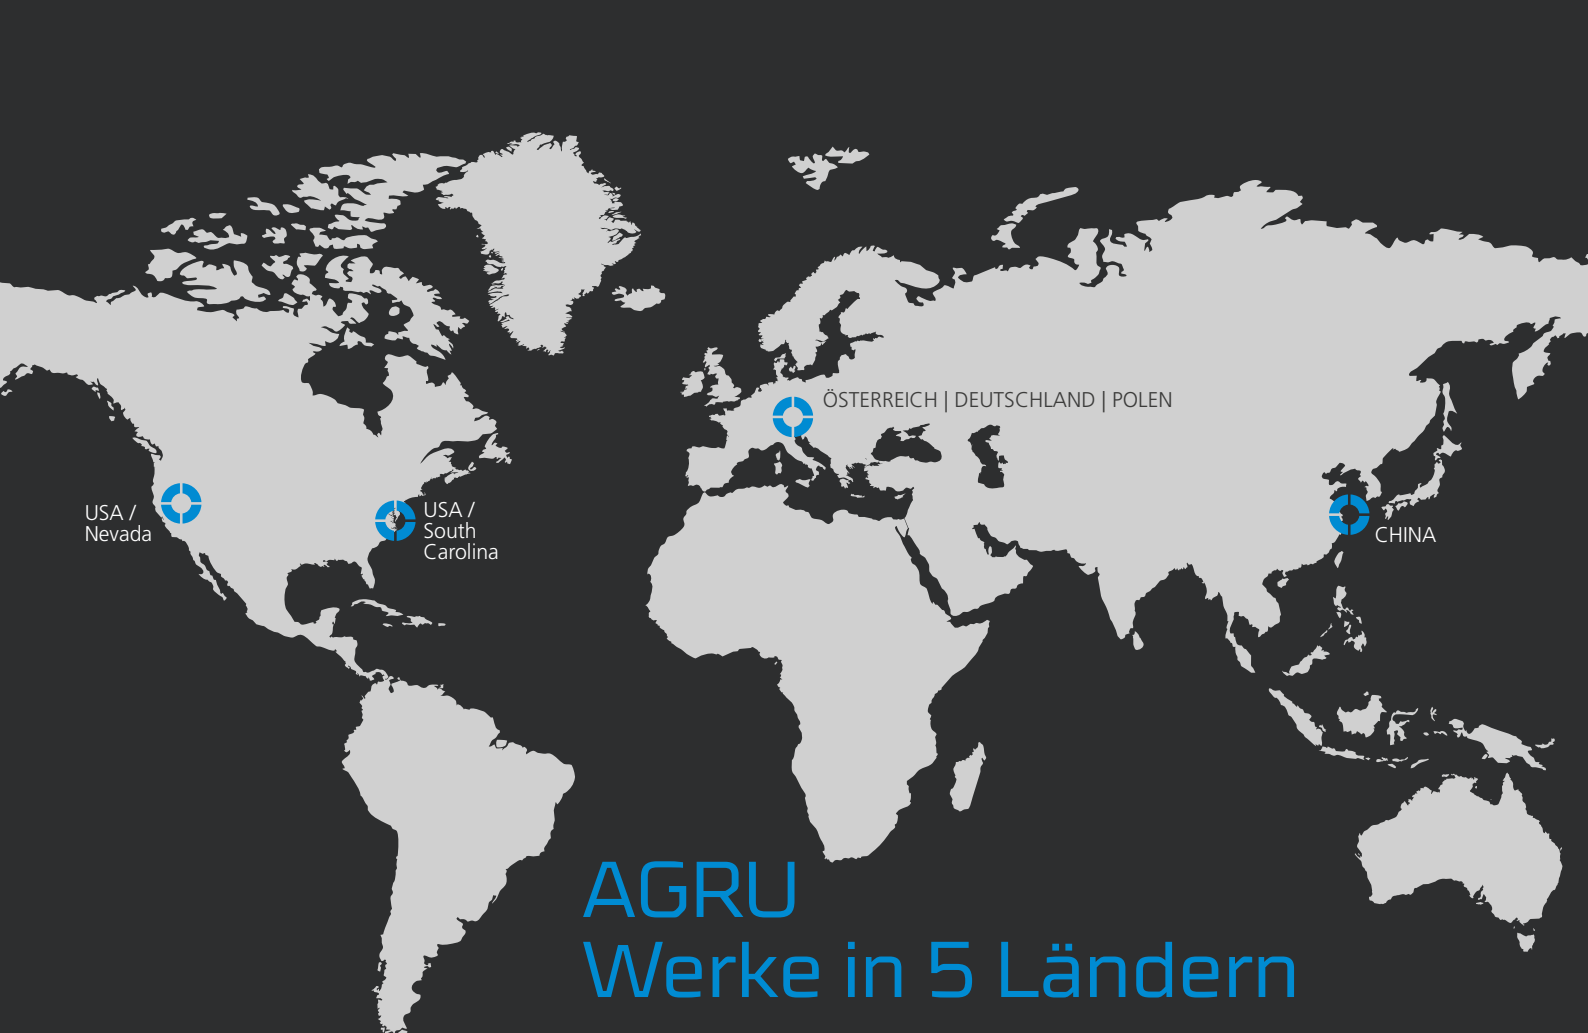 ÖSTERREICH | DEUTSCHLAND | POLEN
USA /
Nevada
USA /
South
Carolina
CHINA
AGRU
Werke in 5 Ländern